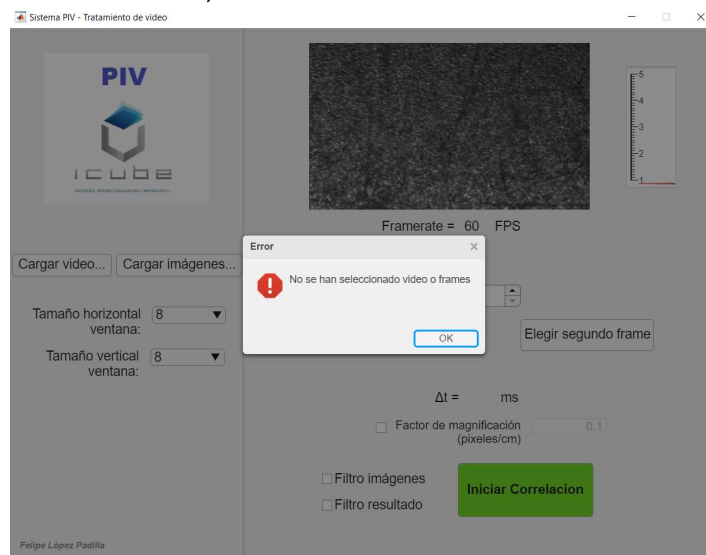 Sistema PIV - Tratamiento de video
PIV
icube
5
4
3
2
1
Framerate = 60 FPS
Cargar video...
Cargar imágenes...
Error
No se han seleccionado video o frames
OK
Tamaño horizontal
ventana:
8
Tamaño vertical
ventana:
8
Elegir segundo frame
Δt = ms
Factor de magnificación
(pixeles/cm)
0.1
Filtro imágenes
Filtro resultado
Iniciar Correlacion
Felipe López Padilla